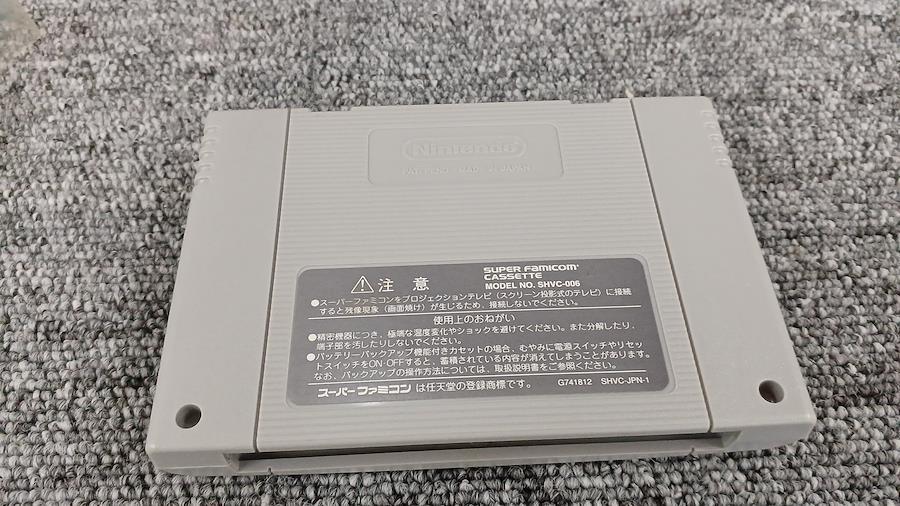 Nintendo
PAT. PEND. MADE IN JAPAN
⚠注意
SUPER Famicom
CASSETTE
MODEL NO. SHVC-006
●スーパーファミコンをプロジェクションテレビ(スクリーン投影式のテレビ)に接続
すると残像現象(画面焼け)が生じるため、接続しないでください。
使用上のおねがい
●精密機器につき、極端な温度変化やショックを避けてください。また分解したり、
端子部を汚したりしないでください。
●バッテリーバックアップ機能付きカセットの場合、むやみに電源スイッチやリセッ
トスイッチをON・OFFすると、蓄積されている内容が消えてしまうことがあります。
なお、バックアップの操作方法については、取扱説明書をご参照ください。
スーパーファミコンは任天堂の登録商標です。
G741812 SHVC-JPN-1